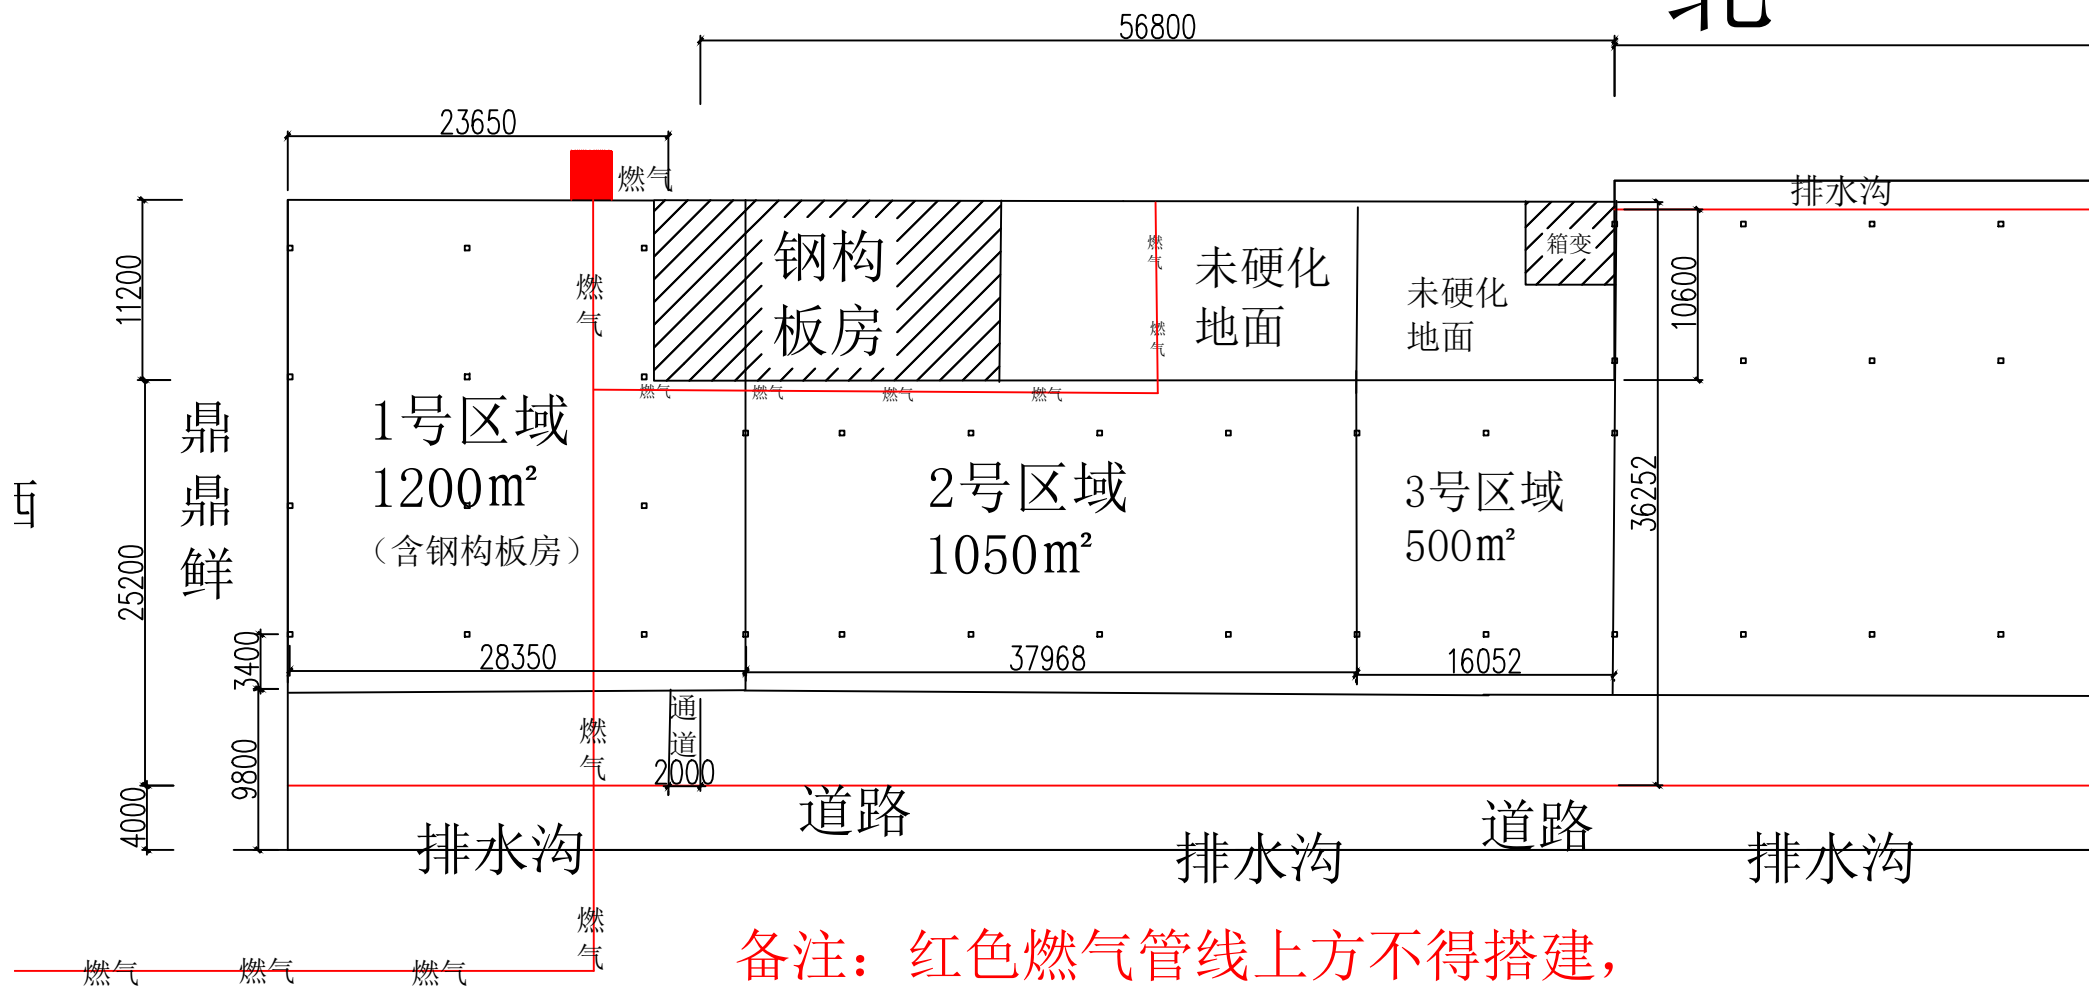 56800
23650
燃气
排水沟
钢构
板房
箱变
燃
气
燃
气
燃
气
未硬化
地面
未硬化
地面
11200
10600
燃气
燃气
燃气
燃气
鼎
鼎
鲜
1号区域
1200㎡
（含钢构板房）
2号区域
1050㎡
3号区域
500㎡
36252
25200
3400
28350
37968
16052
通
道
2000
燃
气
9800
4000
道路
道路
排水沟
排水沟
排水沟
燃
气
燃气
燃气
燃气
备注：红色燃气管线上方不得搭建，